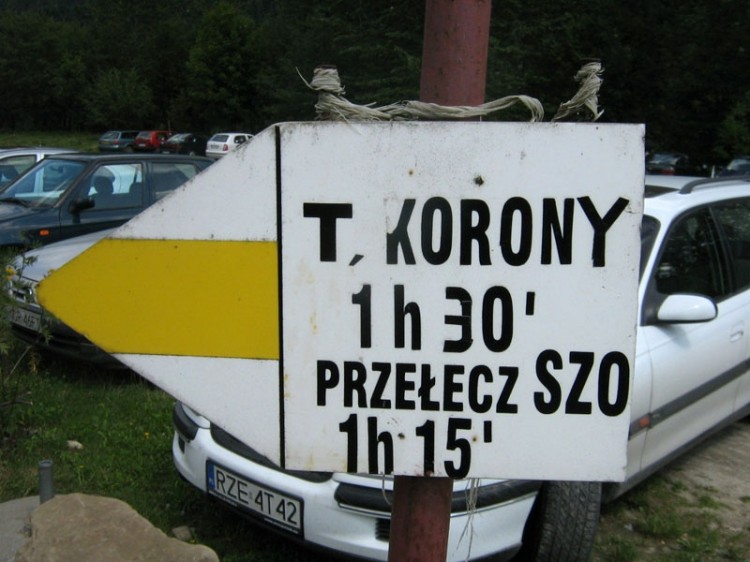 T, KORONY
1h 30'
PRZEŁECZ SZO
1h 15'
RZE 4T42